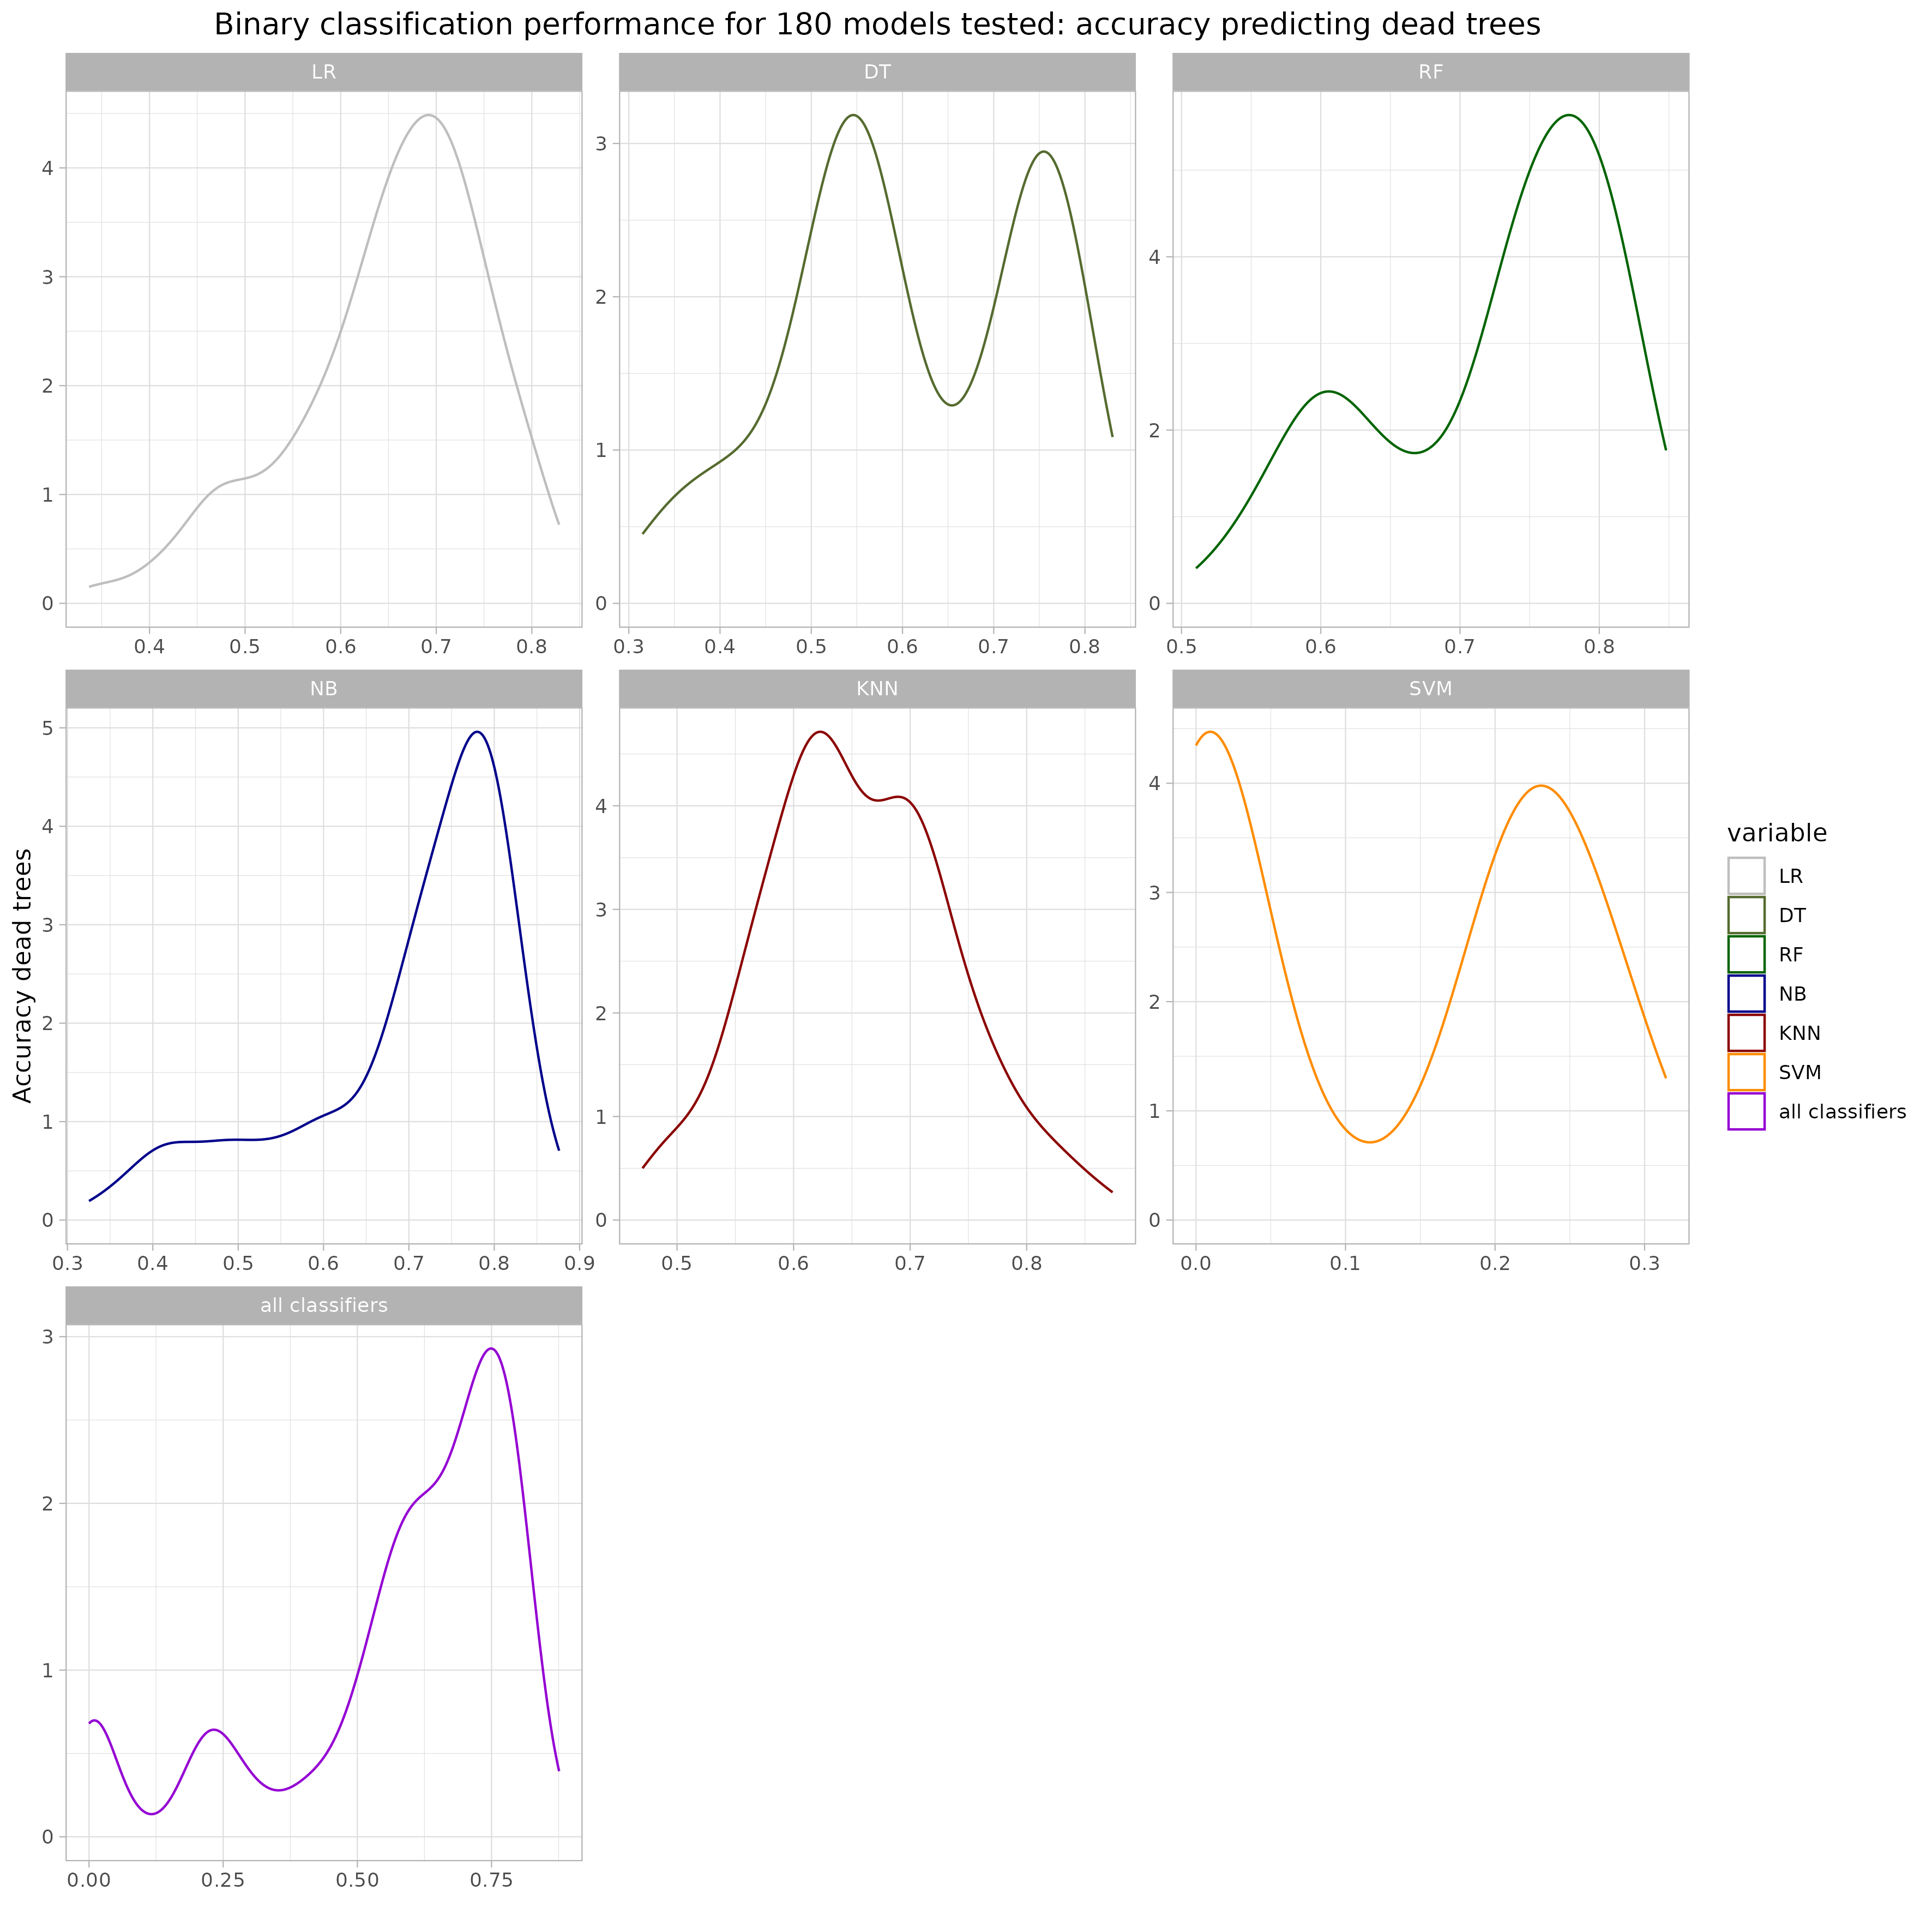 Binary classification performance for 180 models tested: accuracy predicting dead trees
LR
DT
RF
4
3
2
1
0
0.4 0.5 0.6 0.7 0.8
3
2
1
0
0.3 0.4 0.5 0.6 0.7 0.8
4
2
0
0.5 0.6 0.7 0.8
NB
KNN
SVM
5
4
3
2
1
0
0.3 0.4 0.5 0.6 0.7 0.8 0.9
4
3
2
1
0
0.5 0.6 0.7 0.8
4
3
2
1
0
0.0 0.1 0.2 0.3
all classifiers
3
2
1
0
0.00 0.25 0.50 0.75
Accuracy dead trees
variable
LR
DT
RF
NB
KNN
SVM
all classifiers